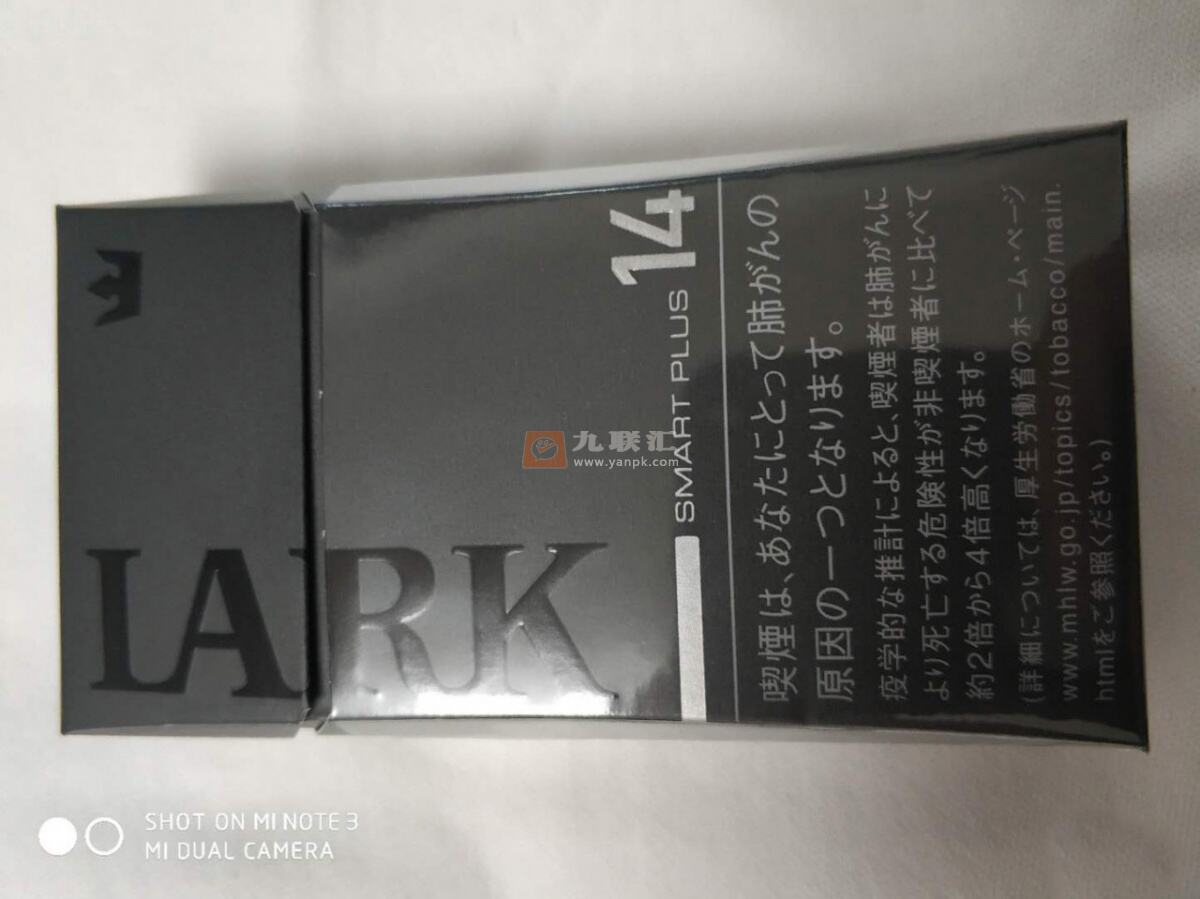 LARK
SMART PLUS 14
喫煙は、あなたにとって肺がんの
原因の一つとなります。
疫学的な推計によると、喫煙者は肺がんに
より死亡する危険性が非喫煙者に比べて
約2倍から4倍高くなります。
(詳細については、厚生労働省のホーム・ページ
www.mhlw.go.jp/topics/tobacco/main.
htmlをご参照ください。)
九联汇
www.yanpk.com
SHOT ON MI NOTE 3
MI DUAL CAMERA